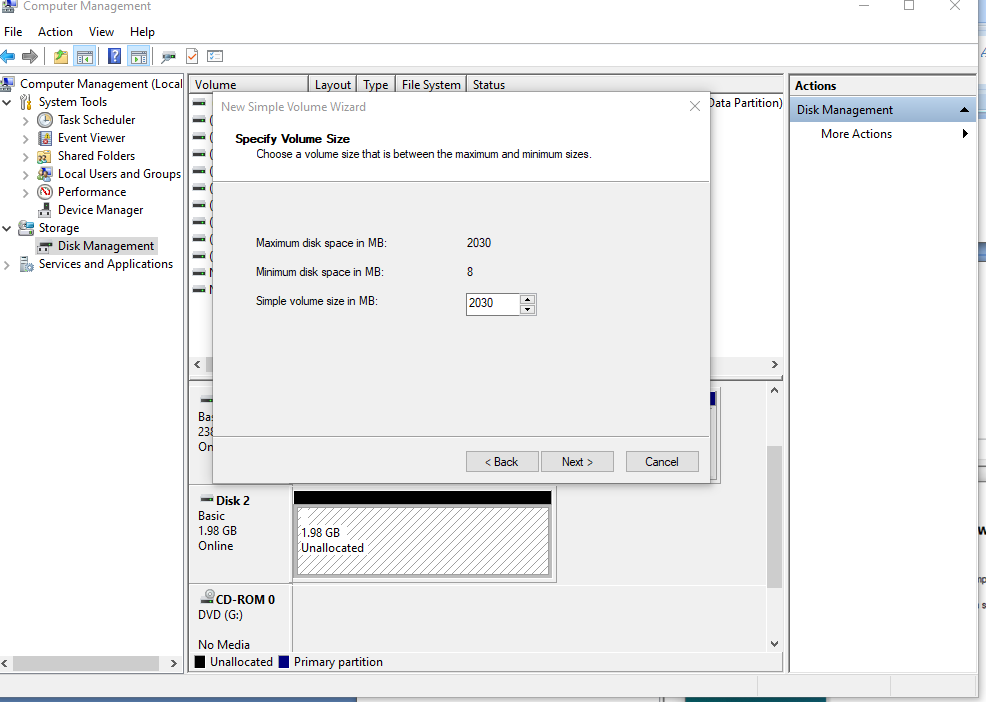 Computer Management
File Action View Help
Computer Management (Local
System Tools
Task Scheduler
Event Viewer
Shared Folders
Local Users and Groups
Performance
Device Manager
Storage
Disk Management
Services and Applications
Volume Layout Type File System Status
Data Partition)
New Simple Volume Wizard
Specify Volume Size
Choose a volume size that is between the maximum and minimum sizes.
Maximum disk space in MB: 2030
Minimum disk space in MB: 8
Simple volume size in MB: 2030
< Back Next > Cancel
Bas
238
On
Disk 2
Basic
1.98 GB
Online
1.98 GB
Unallocated
CD-ROM 0
DVD (G:)
No Media
Unallocated Primary partition
Actions
Disk Management
More Actions